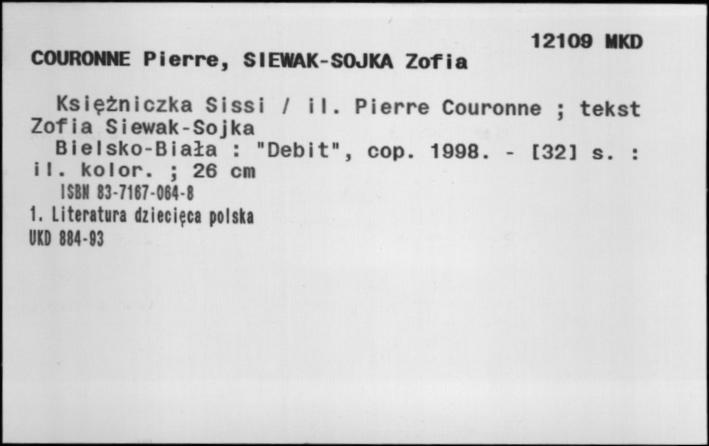 12109 MKD
COURONNE Pierre, SIEWAK-SOJKA Zofia
Księżniczka Sissi / il. Pierre Couronne ; tekst
Zofia Siewak-Sojka
Bielsko-Biała : "Debit", cop. 1998. - [32] s. :
il. kolor. ; 26 cm
ISBN 83-7167-064-8
1. Literatura dziecięca polska
UKD 884-93